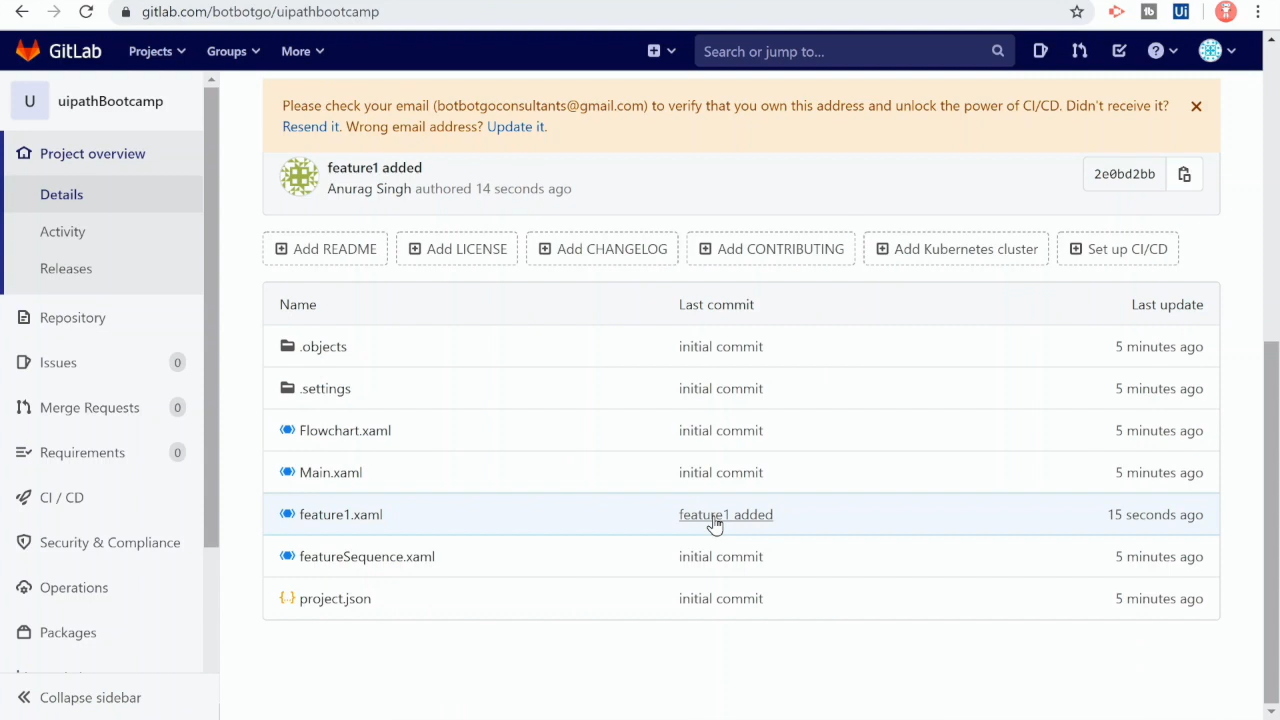 gitlab.com/botbotgo/uipathbootcamp
GitLab Projects Groups More Search or jump to...
U uipathBootcamp
Project overview
Details
Activity
Releases
Repository
Issues 0
Merge Requests 0
Requirements 0
CI / CD
Security & Compliance
Operations
Packages
Collapse sidebar
Please check your email (botbotgoconsultants@gmail.com) to verify that you own this address and unlock the power of CI/CD. Didn't receive it?
Resend it. Wrong email address? Update it.
feature1 added
Anurag Singh authored 14 seconds ago
2e0bd2bb
Add README Add LICENSE Add CHANGELOG Add CONTRIBUTING Add Kubernetes cluster Set up CI/CD
Name Last commit Last update
.objects initial commit 5 minutes ago
.settings initial commit 5 minutes ago
Flowchart.xaml initial commit 5 minutes ago
Main.xaml initial commit 5 minutes ago
feature1.xaml feature1 added 15 seconds ago
featureSequence.xaml initial commit 5 minutes ago
project.json initial commit 5 minutes ago